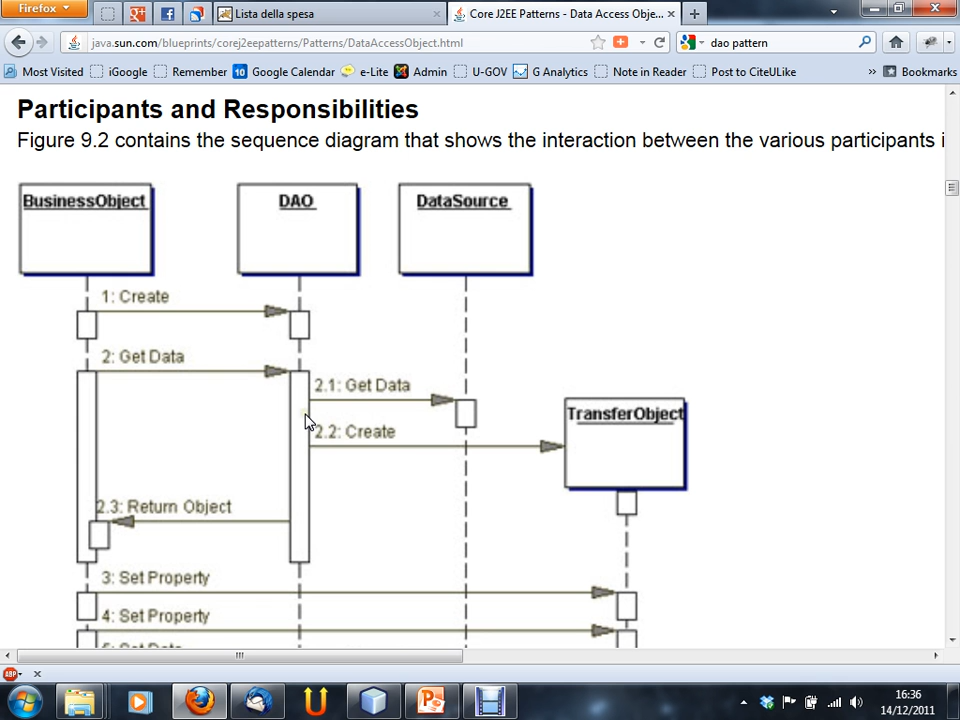 Firefox
Lista della spesa
Core J2EE Patterns - Data Access Obje...
java.sun.com/blueprints/corej2eepatterns/Patterns/DataAccessObject.html
dao pattern
Most Visited iGoogle Remember 10 Google Calendar e-Lite Admin U-GOV G Analytics Note in Reader Post to CiteULike » Bookmarks
Participants and Responsibilities
Figure 9.2 contains the sequence diagram that shows the interaction between the various participants i
BusinessObject DAO DataSource
1: Create
2: Get Data
2.1: Get Data
TransferObject
2.2: Create
2.3: Return Object
3: Set Property
4: Set Property
ABP
16:36
14/12/2011